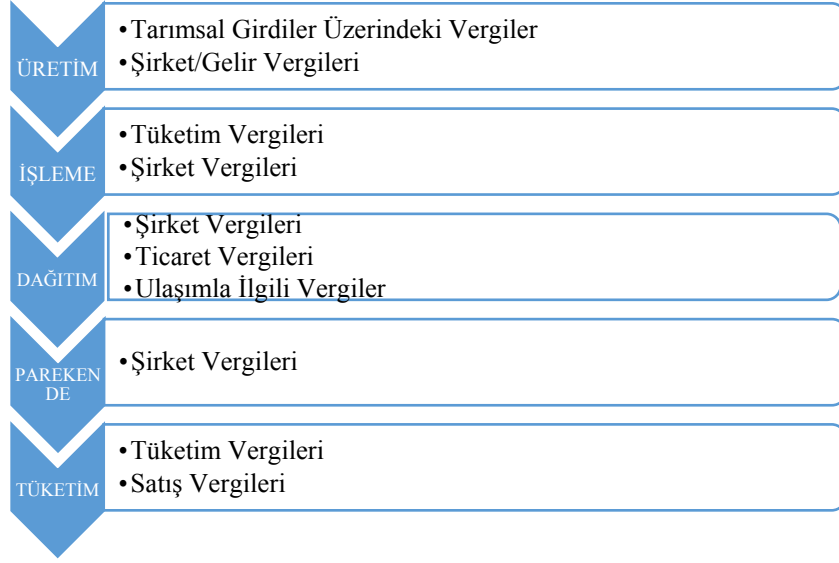 ÜRETİM
•Tarımsal Girdiler Üzerindeki Vergiler
•Şirket/Gelir Vergileri
İŞLEME
•Tüketim Vergileri
•Şirket Vergileri
DAĞITIM
•Şirket Vergileri
•Ticaret Vergileri
•Ulaşımla İlgili Vergiler
PAREKEN
DE
•Şirket Vergileri
TÜKETİM
•Tüketim Vergileri
•Satış Vergileri